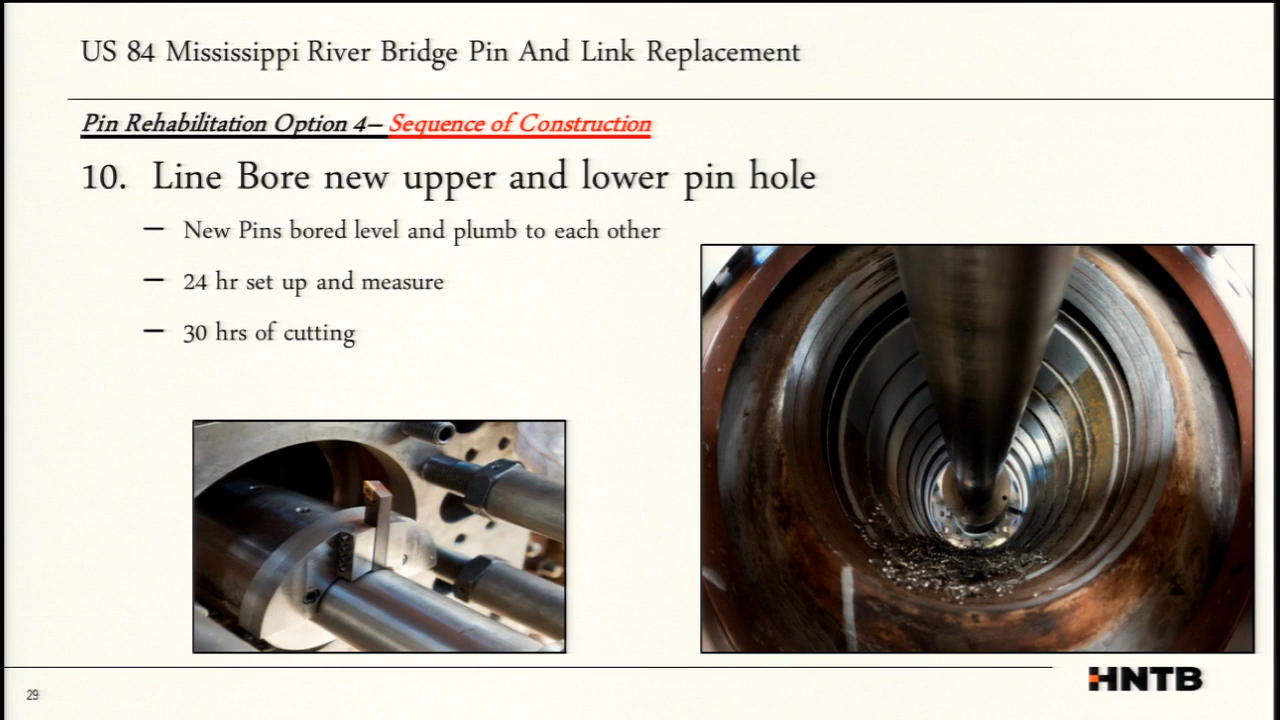 US 84 Mississippi River Bridge Pin And Link Replacement
Pin Rehabilitation Option 4– Sequence of Construction
10. Line Bore new upper and lower pin hole
– New Pins bored level and plumb to each other
– 24 hr set up and measure
– 30 hrs of cutting
29
HNTB